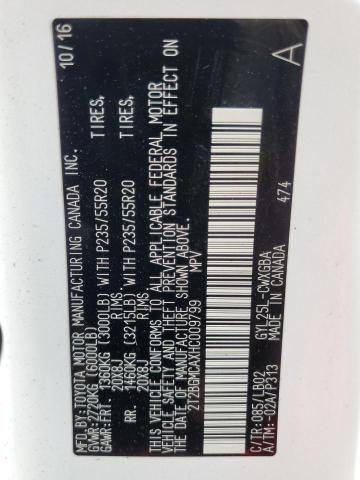 MFD. BY: TOYOTA MOTOR MANUFACTURING CANADA INC. 10/16
GVWR: 2720KG (6000LB)
GAWR: FRT. 1360KG (3000LB) WITH P235/55R20 TIRES.
20X8J RIMS
RR. 1460KG (3215LB) WITH P235/55R20 TIRES.
20X8J RIMS
THIS VEHICLE CONFORMS TO ALL APPLICABLE FEDERAL MOTOR
VEHICLE SAFETY, BUMPER, AND THEFT PREVENTION STANDARDS IN EFFECT ON
THE DATE OF MANUFACTURE SHOWN ABOVE.
2T2BGMCAXHC009799 MPV
A
C/TR:085/LB02 GYL25L-CWXGBA
A/TM:-02A/P313 MADE IN CANADA 474